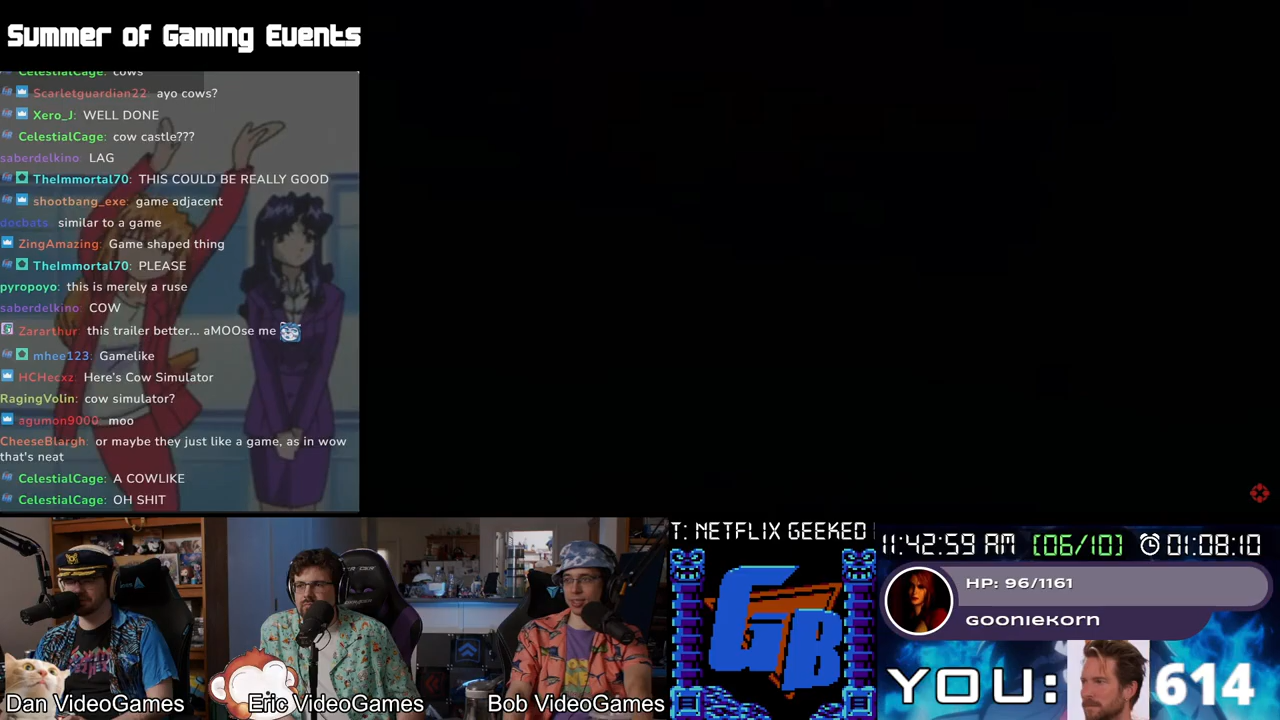 Summer of Gaming Events
CelestialCage: cows
Scarletguardian22 ayo cows?
Xero_J: WELL DONE
CelestialCage: cow castle???
saberdelkino: LAG
TheImmortal70: THIS COULD BE REALLY GOOD
shootbang_exe: game adjacent
docbats: similar to a game
ZingAmazing: Game shaped thing
TheImmortal70: PLEASE
pyropoyo: this is merely a ruse
saberdelkino: COW
Zararthur: this trailer better... aMOOse me
mhee123: Gamelike
HCHecxz: Here's Cow Simulator
RagingVolin: cow simulator?
agumon9000: moo
CheeseBlargh: or maybe they just like a game, as in wow
that's neat
CelestialCage: A COWLIKE
CelestialCage: OH SHIT
T: NETFLIX GEEKED
11:42:59 AM [06/10] 01:08:10
HP: 96/1161
GOONIEKORN
GB
YOU: 614
Dan VideoGames
Eric VideoGames
Bob VideoGames